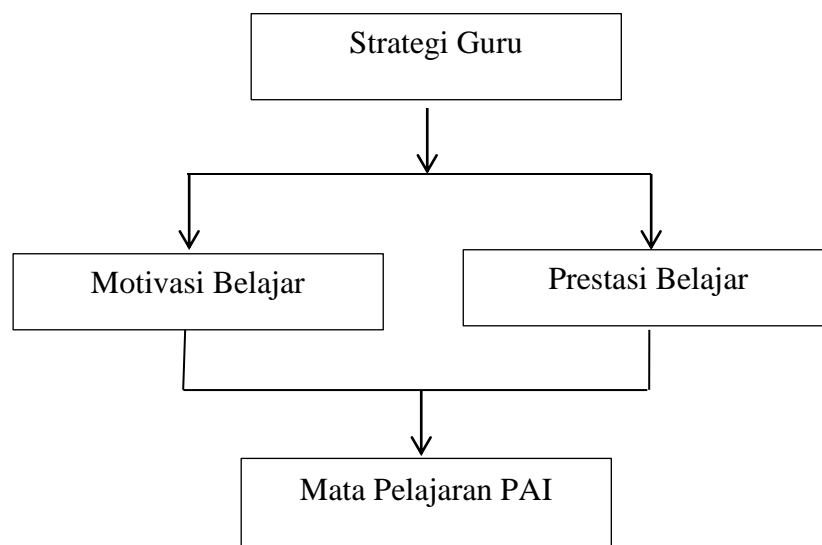 Strategi Guru
Motivasi Belajar
Prestasi Belajar
Mata Pelajaran PAI